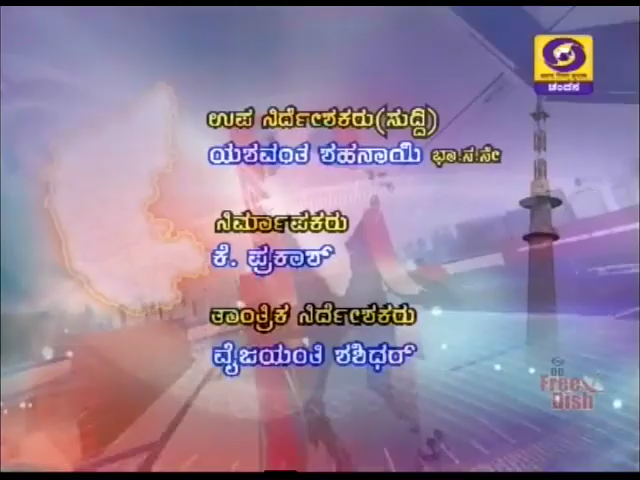 ಚಂದನ
ಉಪ ನಿರ್ದೇಶಕರು(ಸುದ್ದಿ)
ಯಶವಂತ ಶಹನಾಯಿ ಭಾ.ಸ.ಸೇ
ನಿರ್ಮಾಪಕರು
ಕೆ. ಪ್ರಕಾಶ್
ತಾಂತ್ರಿಕ ನಿರ್ದೇಶಕರು
ವೈಜಯಂತಿ ಶಶಿಧರ್
DD
Free
Dish